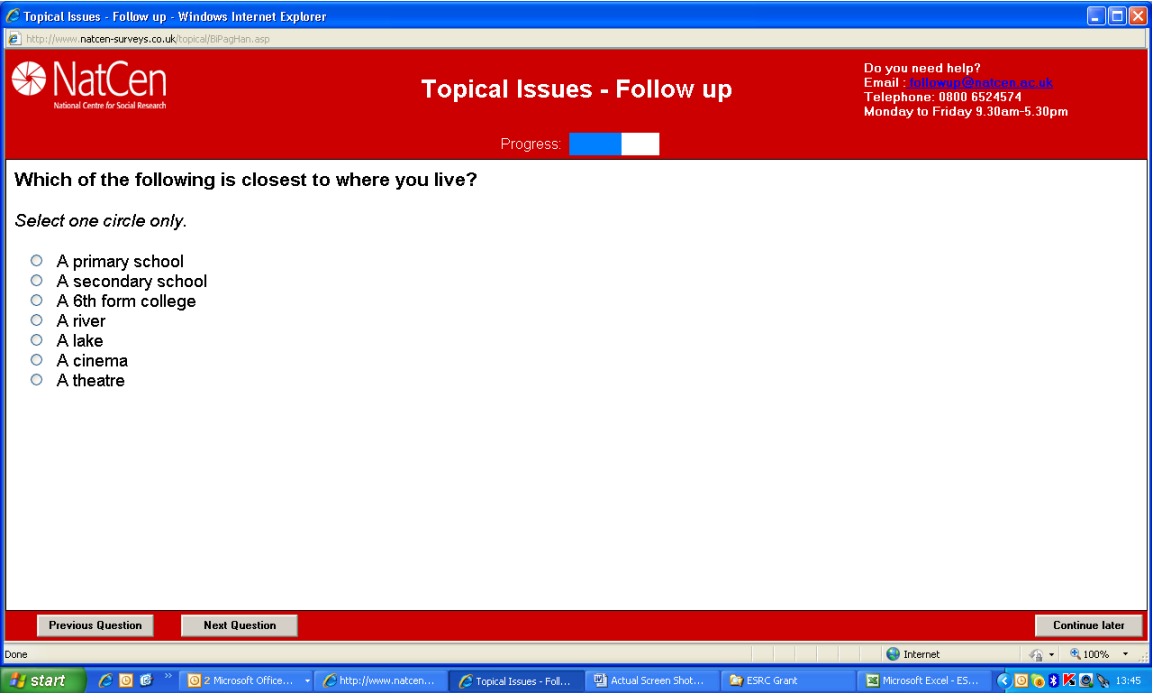 Topical Issues - Follow up - Windows Internet Explorer
http://www.natcen-surveys.co.uk/topical/BiPagHan.asp
NatCen
National Centre for Social Research
Topical Issues - Follow up
Do you need help?
Email : followup@natcen.ac.uk
Telephone: 0800 6524574
Monday to Friday 9.30am-5.30pm
Progress:
Which of the following is closest to where you live?
Select one circle only.
A primary school
A secondary school
A 6th form college
A river
A lake
A cinema
A theatre
Previous Question Next Question Continue later
Done Internet 100%
start 2 Microsoft Office... http://www.natcen... Topical Issues - Foll... Actual Screen Shot... ESRC Grant Microsoft Excel - ES... 13:45